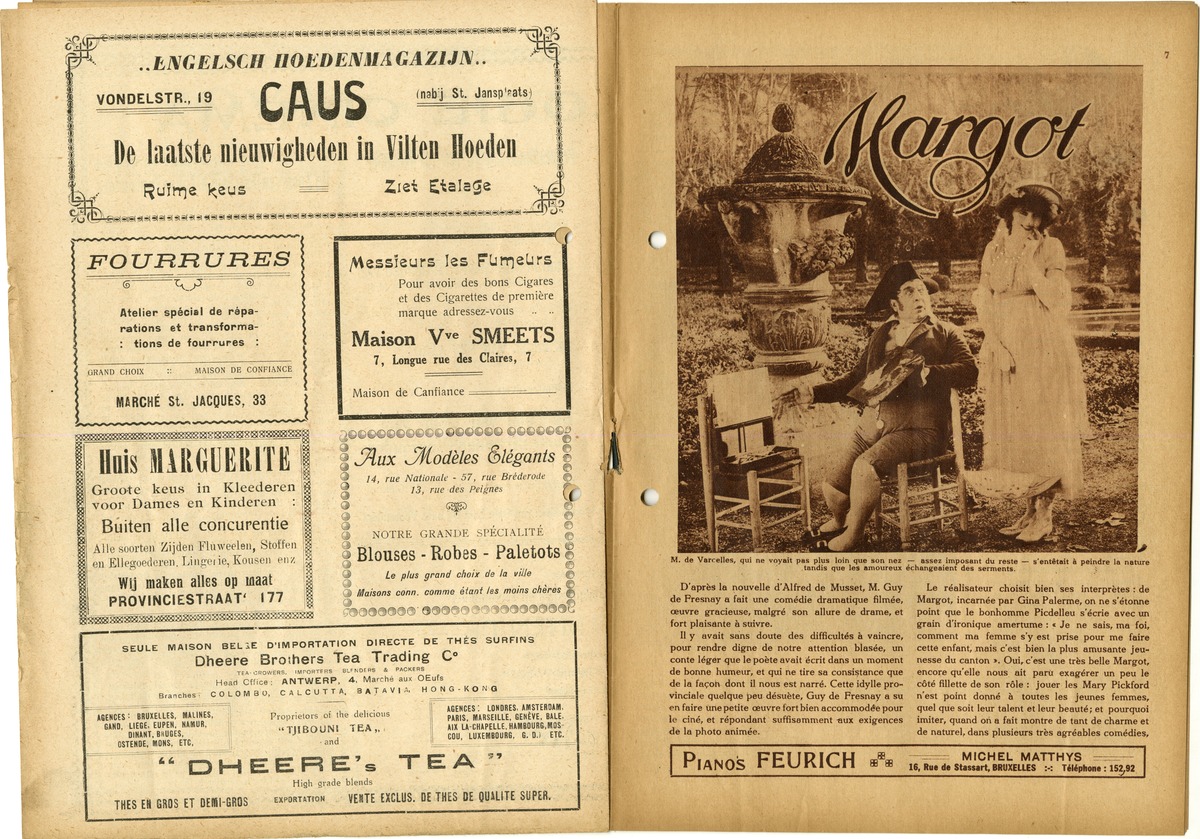 ..ENGELSCH HOEDENMAGAZIJN..
VONDELSTR., 19
CAUS
(nabij St. Jansplaats)
De laatste nieuwigheden in Vilten Hoeden
Ruime keus
Ziet Etalage
FOURRURES
Atelier spécial de répa-
rations et transforma-
: tions de fourrures :
GRAND CHOIX :: MAISON DE CONFIANCE
MARCHÉ St. JACQUES, 33
Messieurs les Fumeurs
Pour avoir des bons Cigares
et des Cigarettes de première
marque adressez-vous .. ..
Maison Vve SMEETS
7, Longue rue des Claires, 7
Maison de Canfiance
Huis MARGUERITE
Groote keus in Kleederen
voor Dames en Kinderen :
Buiten alle concurentie
Alle soorten Zijden Fluweelen, Stoffen
en Ellegoederen, Lingerie, Kousen enz
Wij maken alles op maat
PROVINCIESTRAAT' 177
Aux Modèles Elégants
14, rue Nationale - 57, rue Bréderode
13, rue des Peignes
NOTRE GRANDE SPÉCIALITÉ
Blouses - Robes - Paletots
Le plus grand choix de la ville
Maisons conn. comme étant les moins chères
SEULE MAISON BELGE D'IMPORTATION DIRECTE DE THÉS SURFINS
Dheere Brothers Tea Trading Co
TEA-GROWERS, IMPORTERS BLENDERS & PACKERS
Head Office: ANTWERP, 4, Marché aux OEufs
Branches: COLOMBO, CALCUTTA, BATAVIA HONG-KONG
AGENCES: BRUXELLES, MALINES,
GAND, LIEGE, EUPEN, NAMUR,
DINANT, BRUGES,
OSTENDE, MONS, ETC,
Proprietors of the delicious
"TJIBOUNI TEA",
and
AGENCES: LONDRES, AMSTERDAM,
PARIS, MARSEILLE, GENÈVE, BALE,
AIX LA-CHAPELLE, HAMBOURG, MOS-
COU, LUXEMBOURG, G. D.) ETC.
" DHEERE's TEA "
High grade blends
THES EN GROS ET DEMI-GROS EXPORTATION VENTE EXCLUS. DE THES DE QUALITE SUPER.
7
Margot
M. de Varcelles, qui ne voyait pas plus loin que son nez — assez imposant du reste — s'entêtait à peindre la nature
tandis que les amoureux échangeaient des serments.
D'après la nouvelle d'Alfred de Musset, M. Guy
de Fresnay a fait une comédie dramatique filmée,
œuvre gracieuse, malgré son allure de drame, et
fort plaisante à suivre.
Il y avait sans doute des difficultés à vaincre,
pour rendre digne de notre attention blasée, un
conte léger que le poète avait écrit dans un moment
de bonne humeur, et qui ne tire sa consistance que
de la façon dont il nous est narré. Cette idylle pro-
vinciale quelque peu désuète, Guy de Fresnay a su
en faire une petite œuvre fort bien accommodée pour
le ciné, et répondant suffisamment aux exigences
de la photo animée.
Le réalisateur choisit bien ses interprètes : de
Margot, incarné par Gina Palerme, on ne s'étonne
point que le bonhomme Picdelleu s'écrie avec un
grain d'ironique amertume : « Je ne sais, ma foi,
comment ma femme s'y est prise pour me faire
cette enfant, mais c'est bien la plus amusante jeu-
nesse du canton ». Oui, c'est une très belle Margot,
encore qu'elle nous ait paru exagérer un peu le
côté fillette de son rôle : jouer les Mary Pickford
n'est point donné à toutes les jeunes femmes,
quel que soit leur talent et leur beauté; et pourquoi
imiter, quand on a fait montre de tant de charme et
de naturel, dans plusieurs très agréables comédies,
PIANOS FEURICH
MICHEL MATTHYS
16, Rue de Stassart, BRUXELLES :-: Téléphone : 152,92